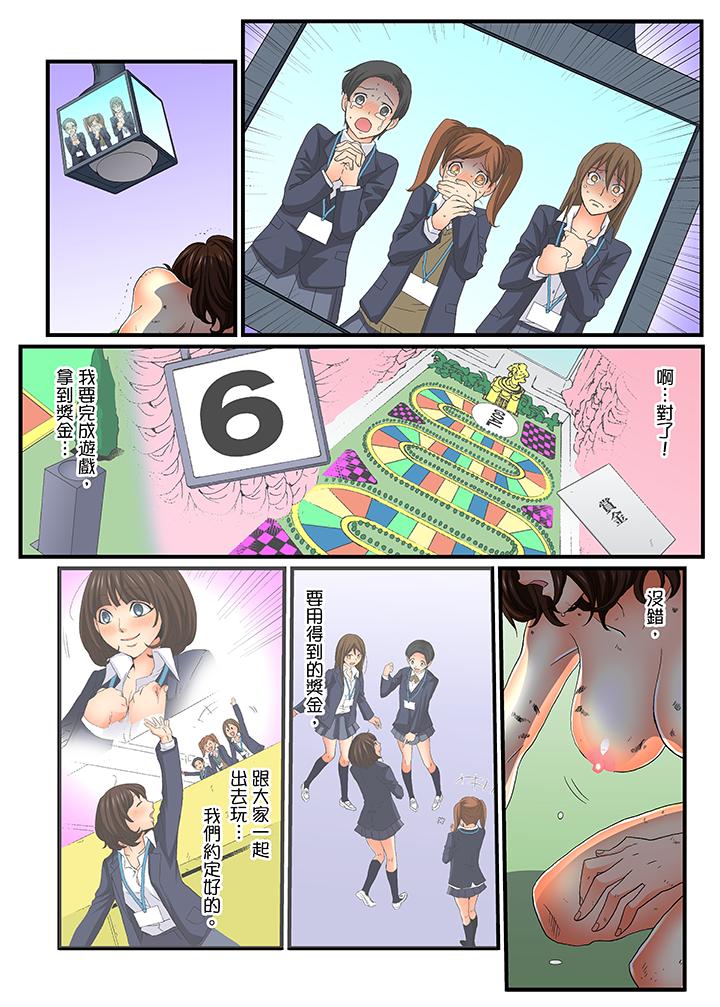 啊…對了！
GOAL
賞金
6
我要完成遊戲，
拿到獎金…
沒錯，
要用得到的獎金，
跟大家一起
出去玩…
我們約定好的。